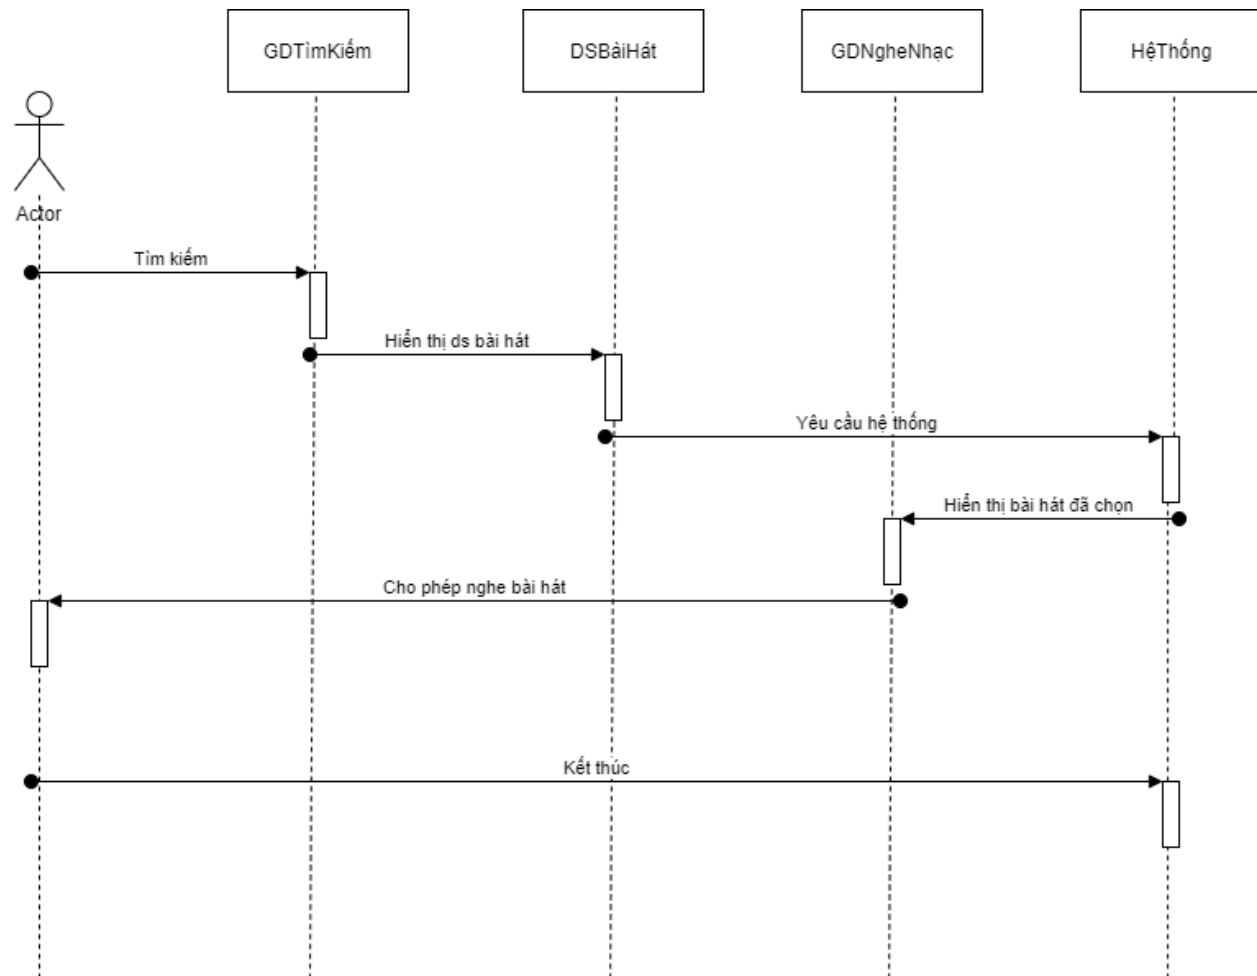 GDTìmKiếm
DSBàiHát
GDNgheNhạc
HệThống
Actor
Tìm kiếm
Hiển thị ds bài hát
Yêu cầu hệ thống
Hiển thị bài hát đã chọn
Cho phép nghe bài hát
Kết thúc